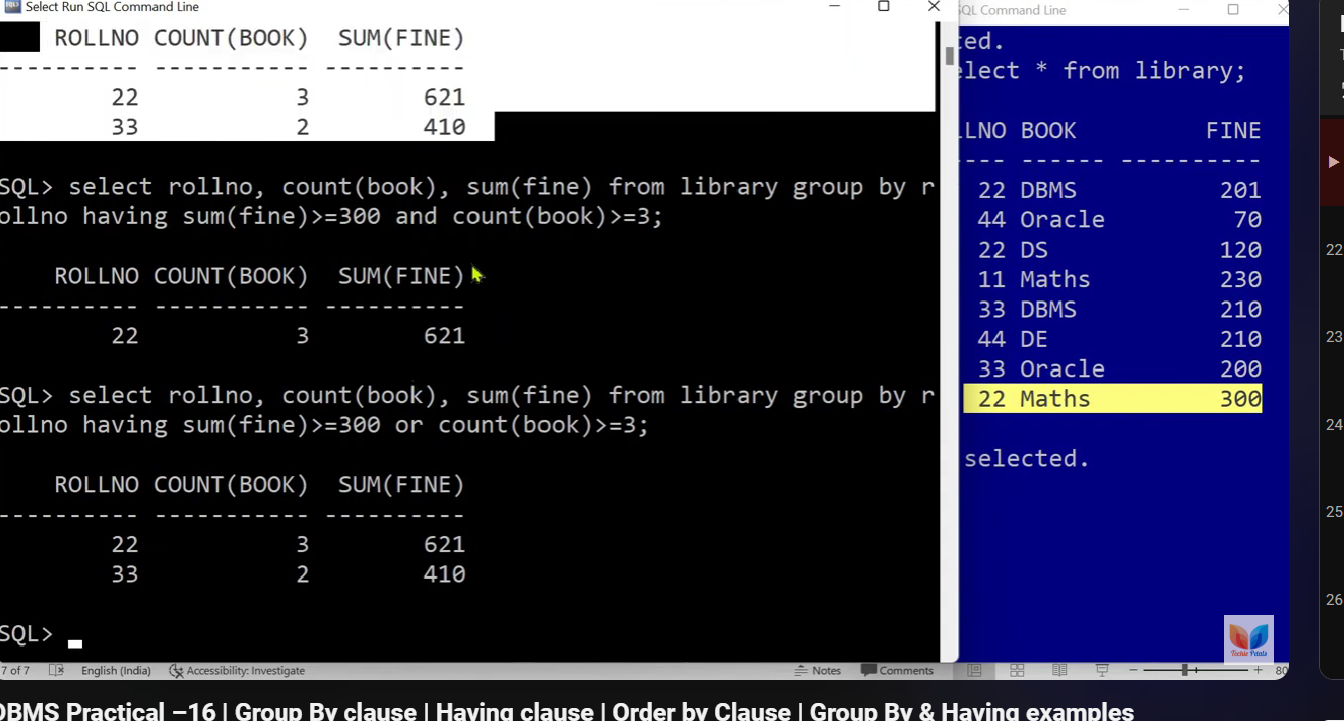 Select Run SQL Command Line
ROLLNO COUNT(BOOK) SUM(FINE)
---------- ----------- ----------
22 3 621
33 2 410
SQL> select rollno, count(book), sum(fine) from library group by r
ollno having sum(fine)>=300 and count(book)>=3;
ROLLNO COUNT(BOOK) SUM(FINE)
---------- ----------- ----------
22 3 621
SQL> select rollno, count(book), sum(fine) from library group by r
ollno having sum(fine)>=300 or count(book)>=3;
ROLLNO COUNT(BOOK) SUM(FINE)
---------- ----------- ----------
22 3 621
33 2 410
SQL>
SQL Command Line
ted.
elect * from library;
LLNO BOOK FINE
---- ------ ----------
22 DBMS 201
44 Oracle 70
22 DS 120
11 Maths 230
33 DBMS 210
44 DE 210
33 Oracle 200
22 Maths 300
selected.
Techie Petals
22
23
24
25
26
7 of 7 English (India) Accessibility: Investigate Notes Comments 80
DBMS Practical –16 | Group By clause | Having clause | Order by Clause | Group By & Having examples